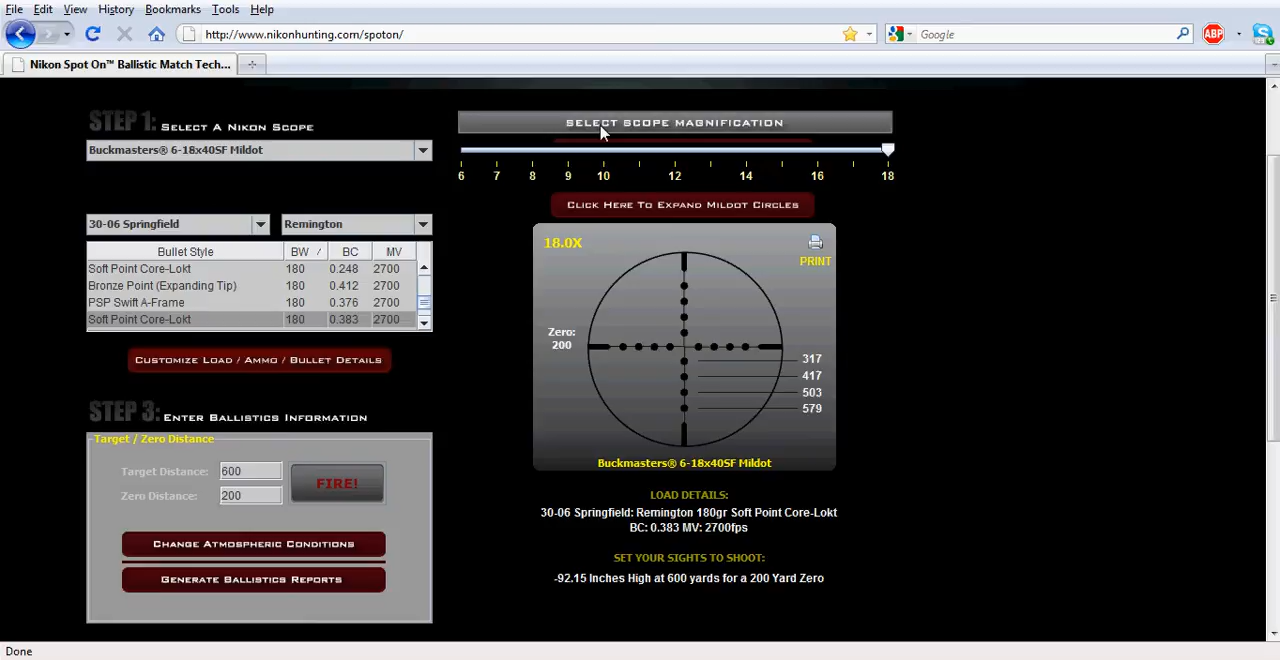 File Edit View History Bookmarks Tools Help
http://www.nikonhunting.com/spoton/
Google
ABP
Nikon Spot On™ Ballistic Match Tech...
STEP 1: SELECT A NIKON SCOPE
Buckmasters® 6-18x40SF Mildot
30-06 Springfield Remington
Bullet Style BW / BC MV
Soft Point Core-Lokt 180 0.248 2700
Bronze Point (Expanding Tip) 180 0.412 2700
PSP Swift A-Frame 180 0.376 2700
Soft Point Core-Lokt 180 0.383 2700
CUSTOMIZE LOAD / AMMO / BULLET DETAILS
STEP 3: ENTER BALLISTICS INFORMATION
Target / Zero Distance
Target Distance: 600
Zero Distance: 200
FIRE!
CHANGE ATMOSPHERIC CONDITIONS
GENERATE BALLISTICS REPORTS
SELECT SCOPE MAGNIFICATION
6 7 8 9 10 12 14 16 18
CLICK HERE TO EXPAND MILDOT CIRCLES
18.0X
PRINT
Zero:
200
317
417
503
579
Buckmasters® 6-18x40SF Mildot
LOAD DETAILS:
30-06 Springfield: Remington 180gr Soft Point Core-Lokt
BC: 0.383 MV: 2700fps
SET YOUR SIGHTS TO SHOOT:
-92.15 Inches High at 600 yards for a 200 Yard Zero
Done